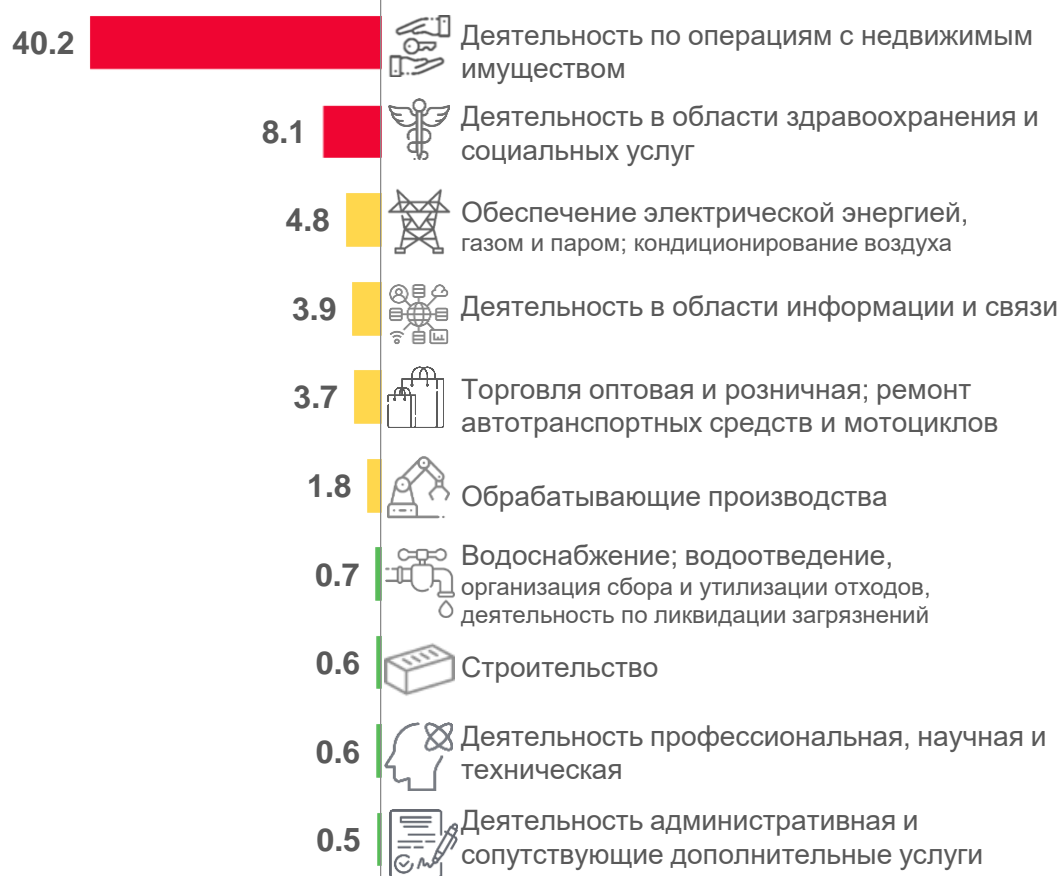 40.2
Деятельность по операциям с недвижимым
имуществом
8.1
Деятельность в области здравоохранения и
социальных услуг
4.8
Обеспечение электрической энергией,
газом и паром; кондиционирование воздуха
3.9
Деятельность в области информации и связи
3.7
Торговля оптовая и розничная; ремонт
автотранспортных средств и мотоциклов
1.8
Обрабатывающие производства
0.7
Водоснабжение; водоотведение,
организация сбора и утилизации отходов,
деятельность по ликвидации загрязнений
0.6
Строительство
0.6
Деятельность профессиональная, научная и
техническая
0.5
Деятельность административная и
сопутствующие дополнительные услуги